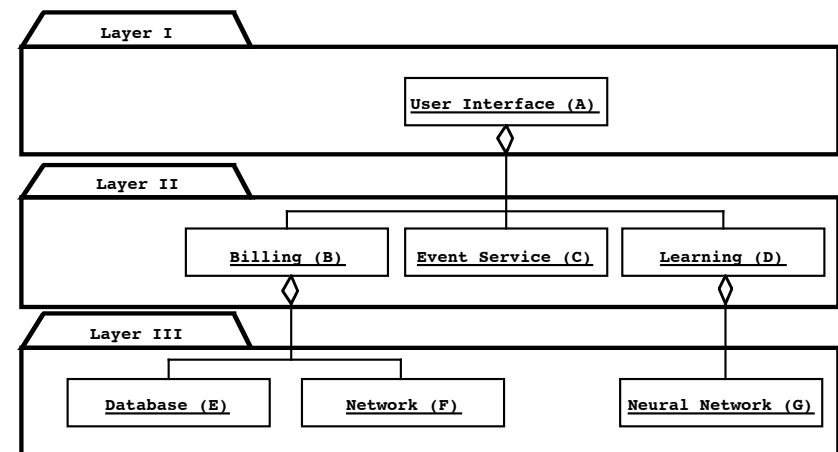 Layer I
User Interface (A)
Layer II
Billing (B)
Event Service (C)
Learning (D)
Layer III
Database (E)
Network (F)
Neural Network (G)